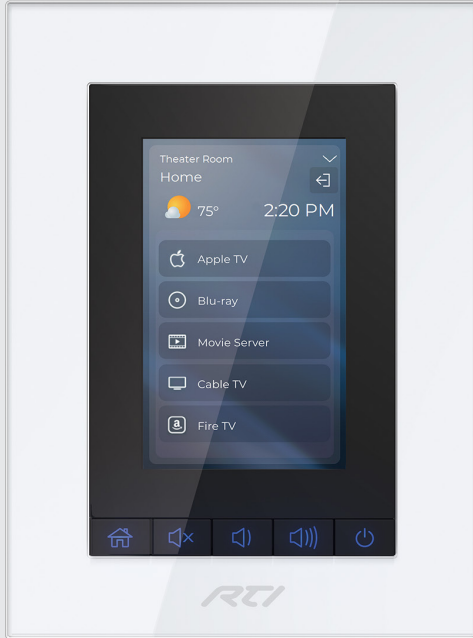 Theater Room
Home
75°
2:20 PM
Apple TV
Blu-ray
Movie Server
Cable TV
a
Fire TV
RTI